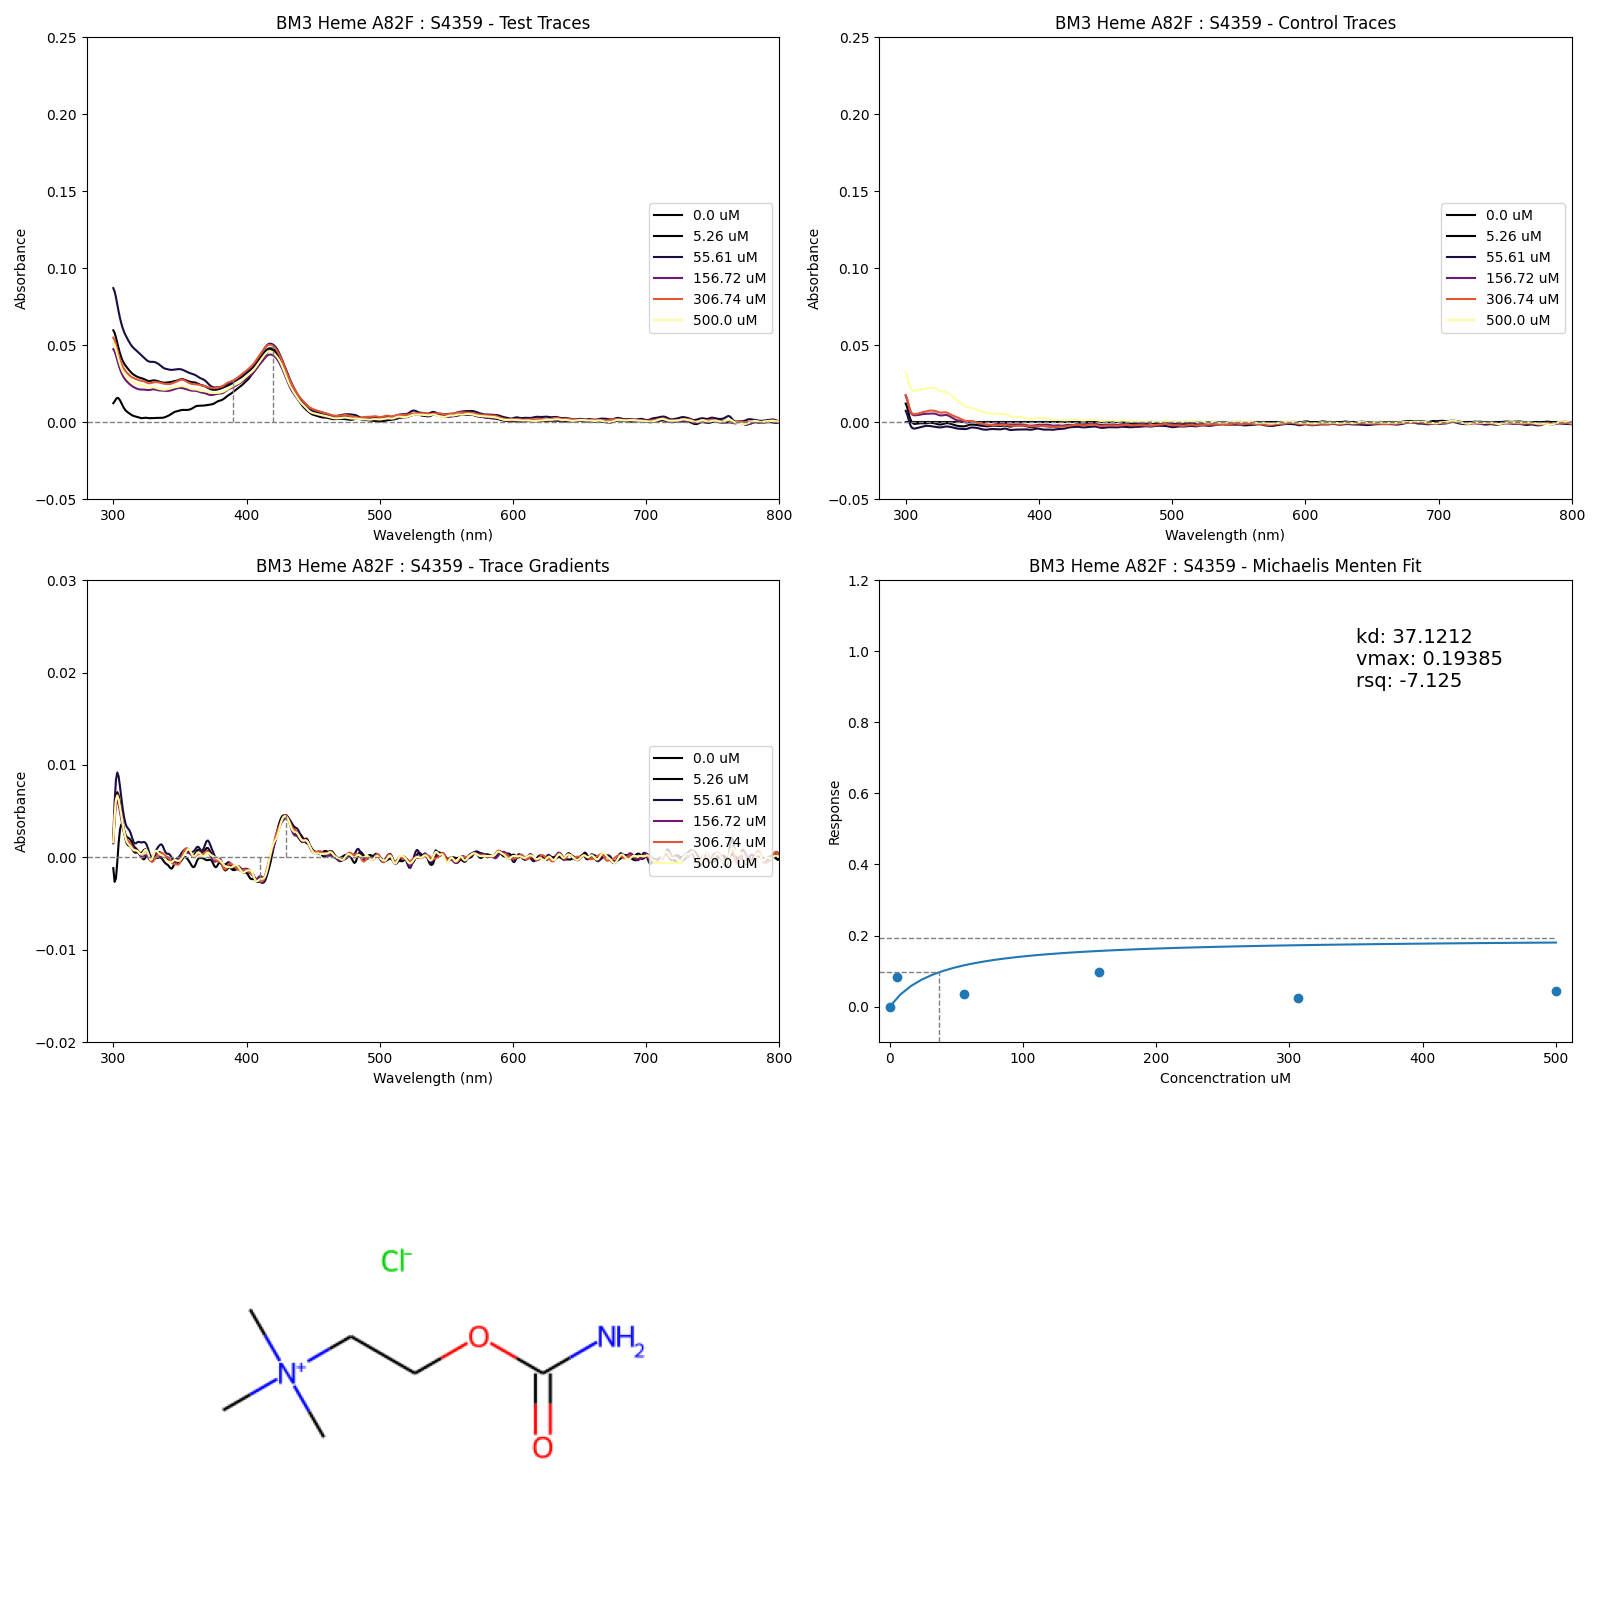 BM3 Heme A82F : S4359 - Test Traces
0.25
0.20
0.15
0.10
0.05
0.00
−0.05
Absorbance
300
400
500
600
700
800
Wavelength (nm)
0.0 uM
5.26 uM
55.61 uM
156.72 uM
306.74 uM
500.0 uM
BM3 Heme A82F : S4359 - Control Traces
0.25
0.20
0.15
0.10
0.05
0.00
−0.05
Absorbance
300
400
500
600
700
800
Wavelength (nm)
0.0 uM
5.26 uM
55.61 uM
156.72 uM
306.74 uM
500.0 uM
BM3 Heme A82F : S4359 - Trace Gradients
0.03
0.02
0.01
0.00
−0.01
−0.02
Absorbance
300
400
500
600
700
800
Wavelength (nm)
0.0 uM
5.26 uM
55.61 uM
156.72 uM
306.74 uM
500.0 uM
BM3 Heme A82F : S4359 - Michaelis Menten Fit
1.2
1.0
0.8
0.6
0.4
0.2
0.0
Response
0
100
200
300
400
500
Concenctration uM
kd: 37.1212
vmax: 0.19385
rsq: -7.125
Cl⁻
N⁺
O
NH₂
O